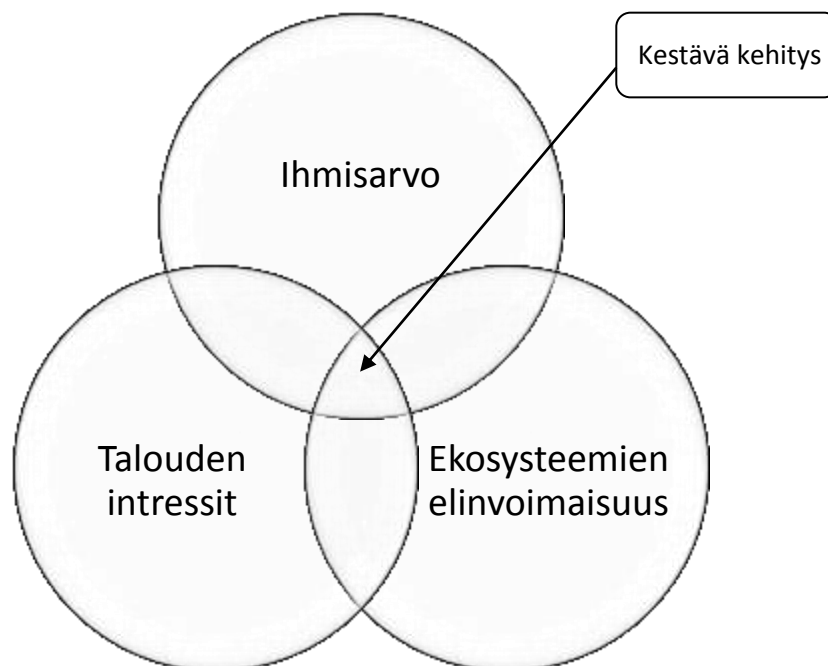 Kestävä kehitys
Ihmisarvo
Talouden
intressit
Ekosysteemien
elinvoimaisuus